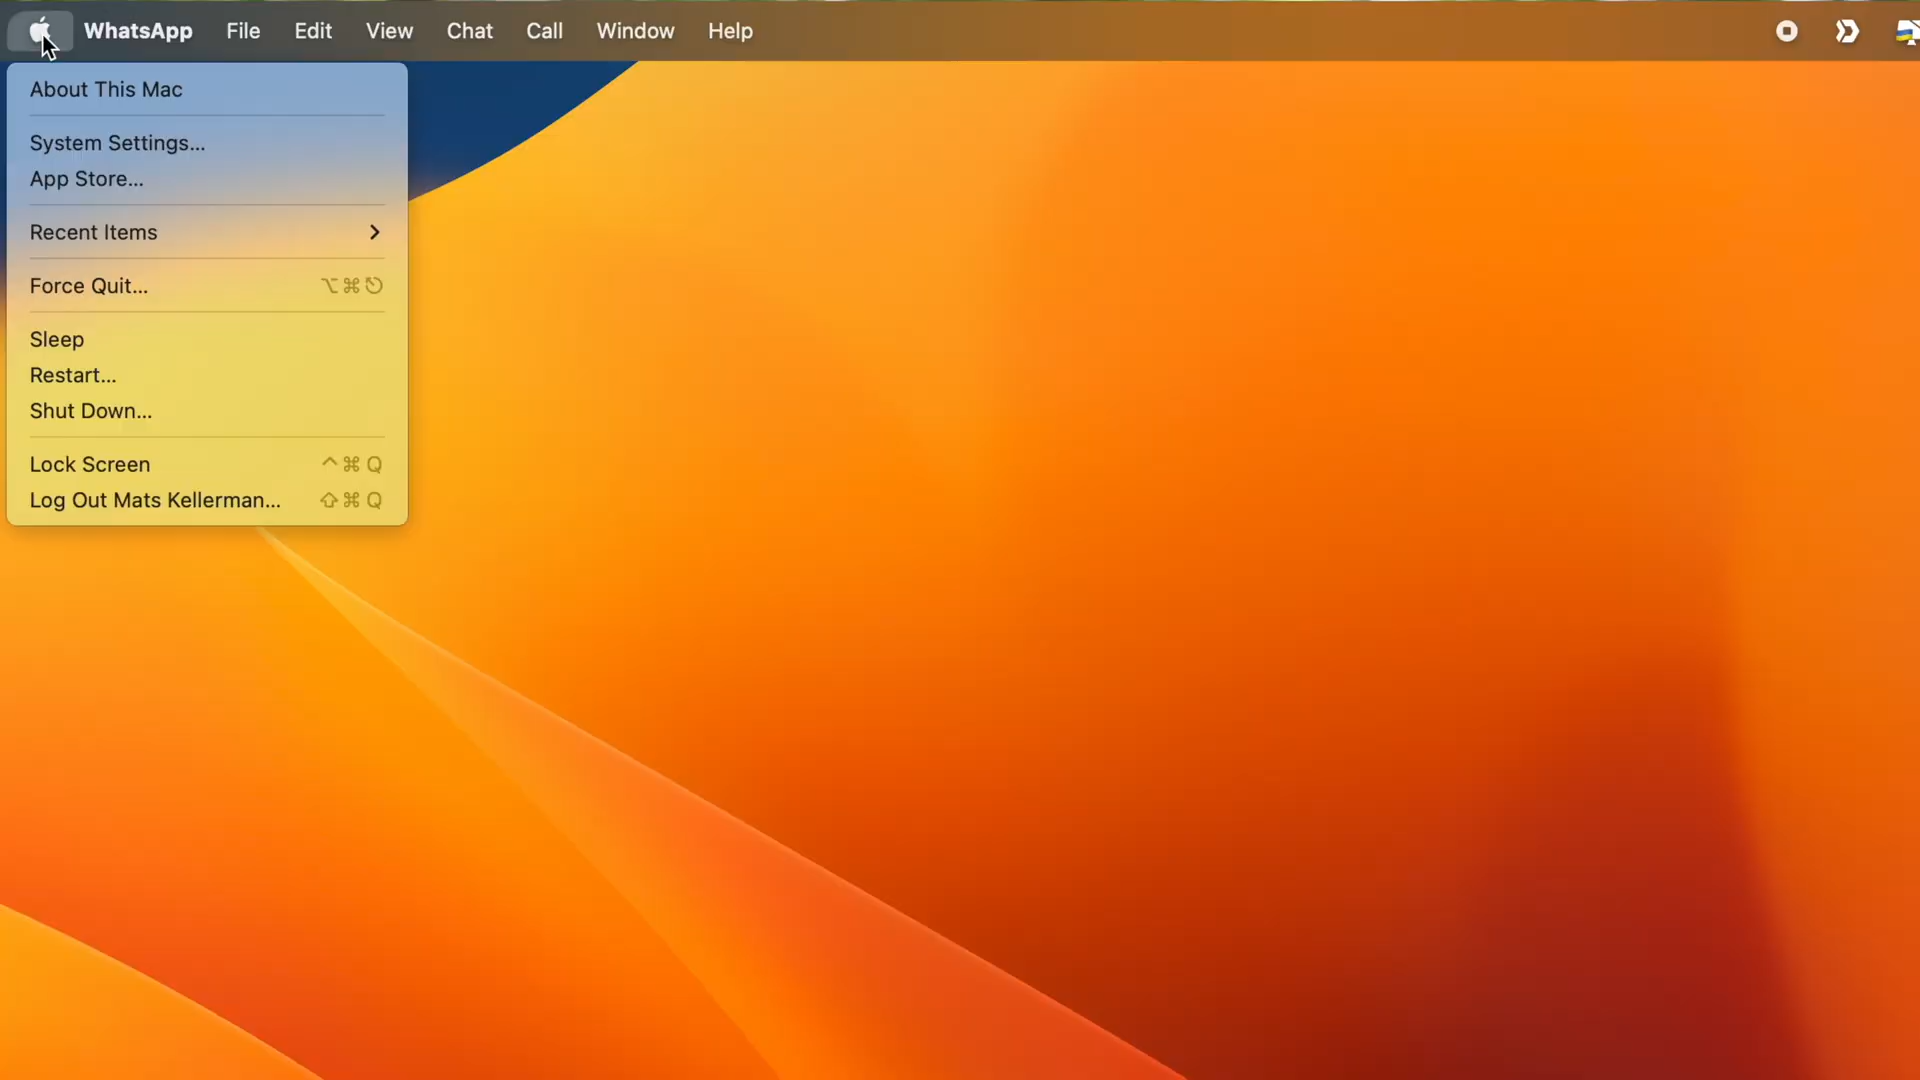 WhatsApp File Edit View Chat Call Window Help
About This Mac
System Settings...
App Store...
Recent Items
Force Quit... ⌥⌘⎋
Sleep
Restart...
Shut Down...
Lock Screen ^⌘Q
Log Out Mats Kellerman... ⇧⌘Q